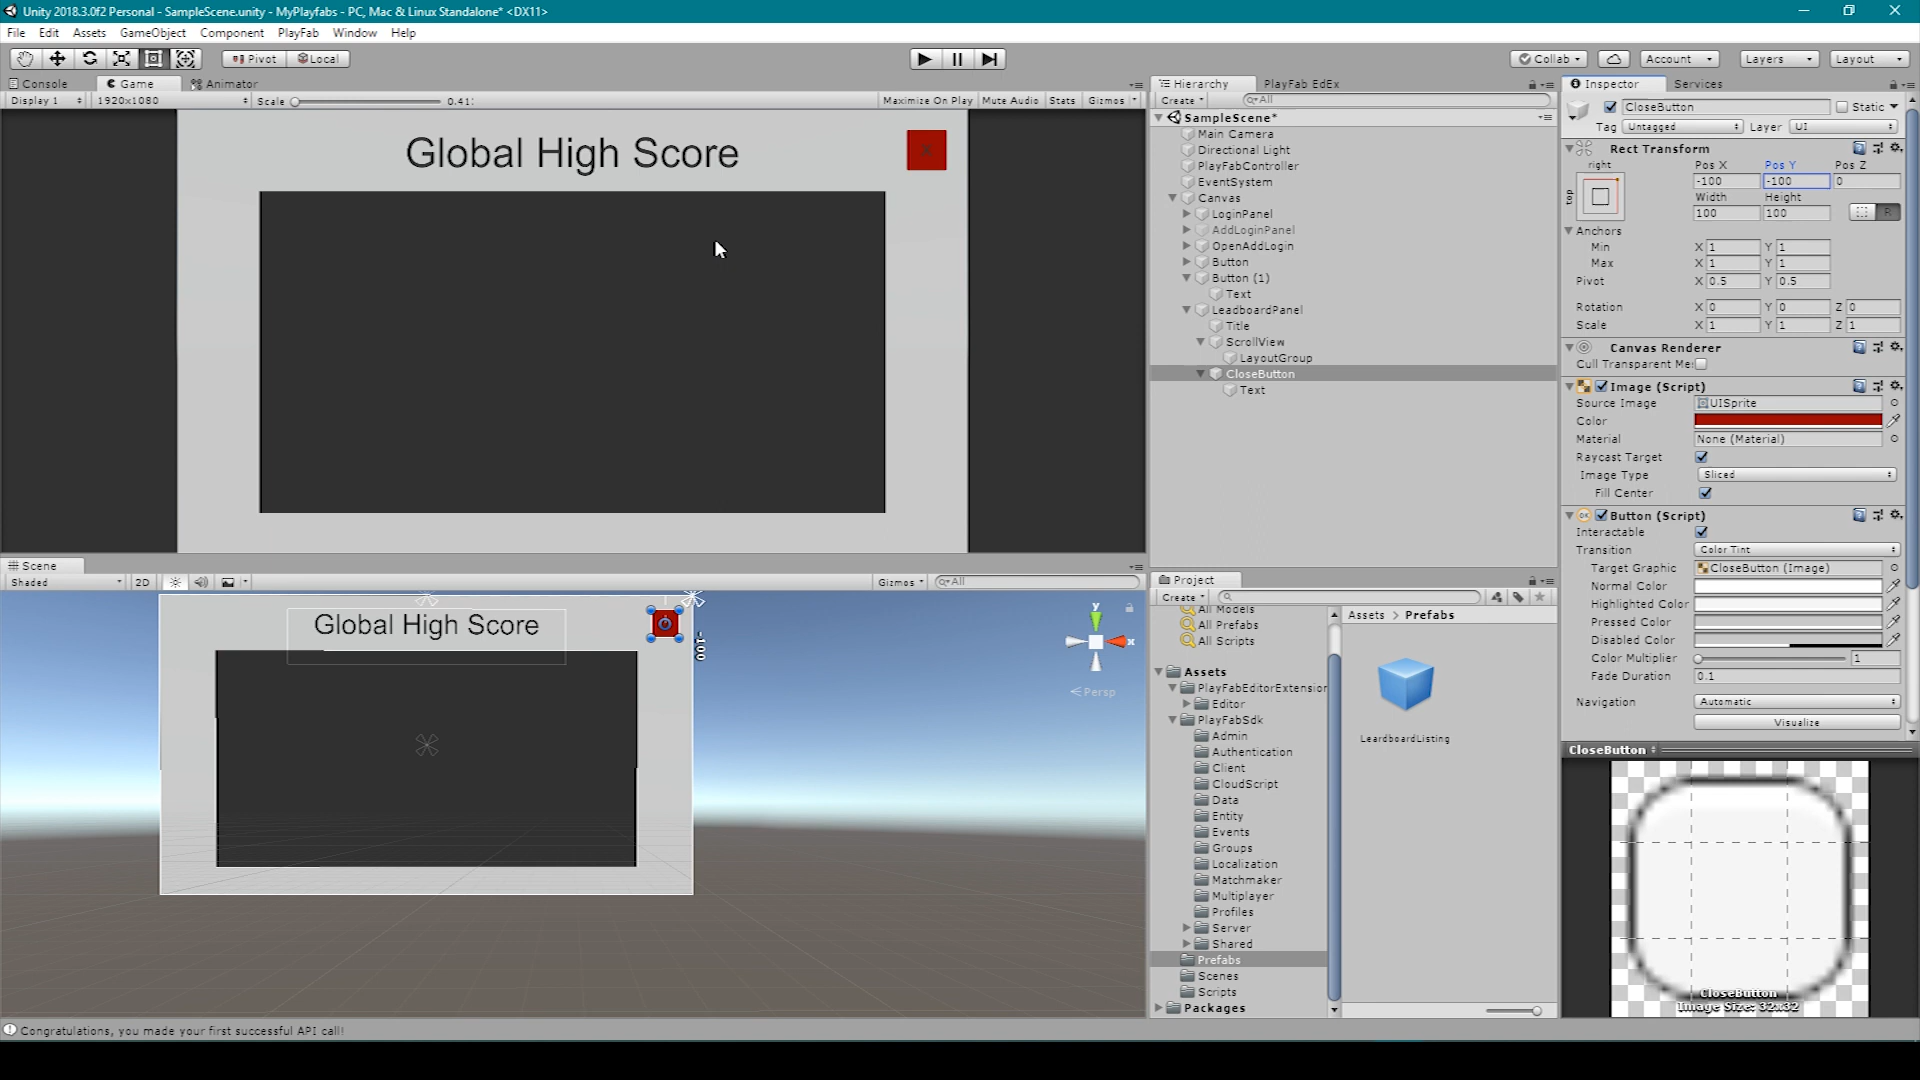 Unity 2018.3.0f2 Personal - SampleScene.unity - MyPlayfabs - PC, Mac & Linux Standalone* <DX11>
File Edit Assets GameObject Component PlayFab Window Help
Pivot Local Collab Account Layers Layout
Console Game Animator
Display 1 1920x1080 Scale 0.41: Maximize On Play Mute Audio Stats Gizmos
Global High Score X
Scene
Shaded 2D Gizmos All
Global High Score
-100
y
x
Persp
Hierarchy PlayFab EdEx
Create All
SampleScene*
Main Camera
Directional Light
PlayFabController
EventSystem
Canvas
LoginPanel
AddLoginPanel
OpenAddLogin
Button
Button (1)
Text
LeadboardPanel
Title
ScrollView
LayoutGroup
CloseButton
Text
Project
Create
All Models
All Prefabs
All Scripts
Assets
PlayFabEditorExtension
Editor
PlayFabSdk
Admin
Authentication
Client
CloudScript
Data
Entity
Events
Groups
Localization
Matchmaker
Multiplayer
Profiles
Server
Shared
Prefabs
Scenes
Scripts
Packages
Assets > Prefabs
LeardboardListing
Inspector Services
CloseButton Static
Tag Untagged Layer UI
Rect Transform
right Pos X Pos Y Pos Z
top -100 -100 0
Width Height
100 100 R
Anchors
Min X 1 Y 1
Max X 1 Y 1
Pivot X 0.5 Y 0.5
Rotation X 0 Y 0 Z 0
Scale X 1 Y 1 Z 1
Canvas Renderer
Cull Transparent Me:
Image (Script)
Source Image UISprite
Color
Material None (Material)
Raycast Target
Image Type Sliced
Fill Center
Button (Script)
Interactable
Transition Color Tint
Target Graphic CloseButton (Image)
Normal Color
Highlighted Color
Pressed Color
Disabled Color
Color Multiplier 1
Fade Duration 0.1
Navigation Automatic
Visualize
CloseButton
CloseButton
Image Size: 32x32
Congratulations, you made your first successful API call!